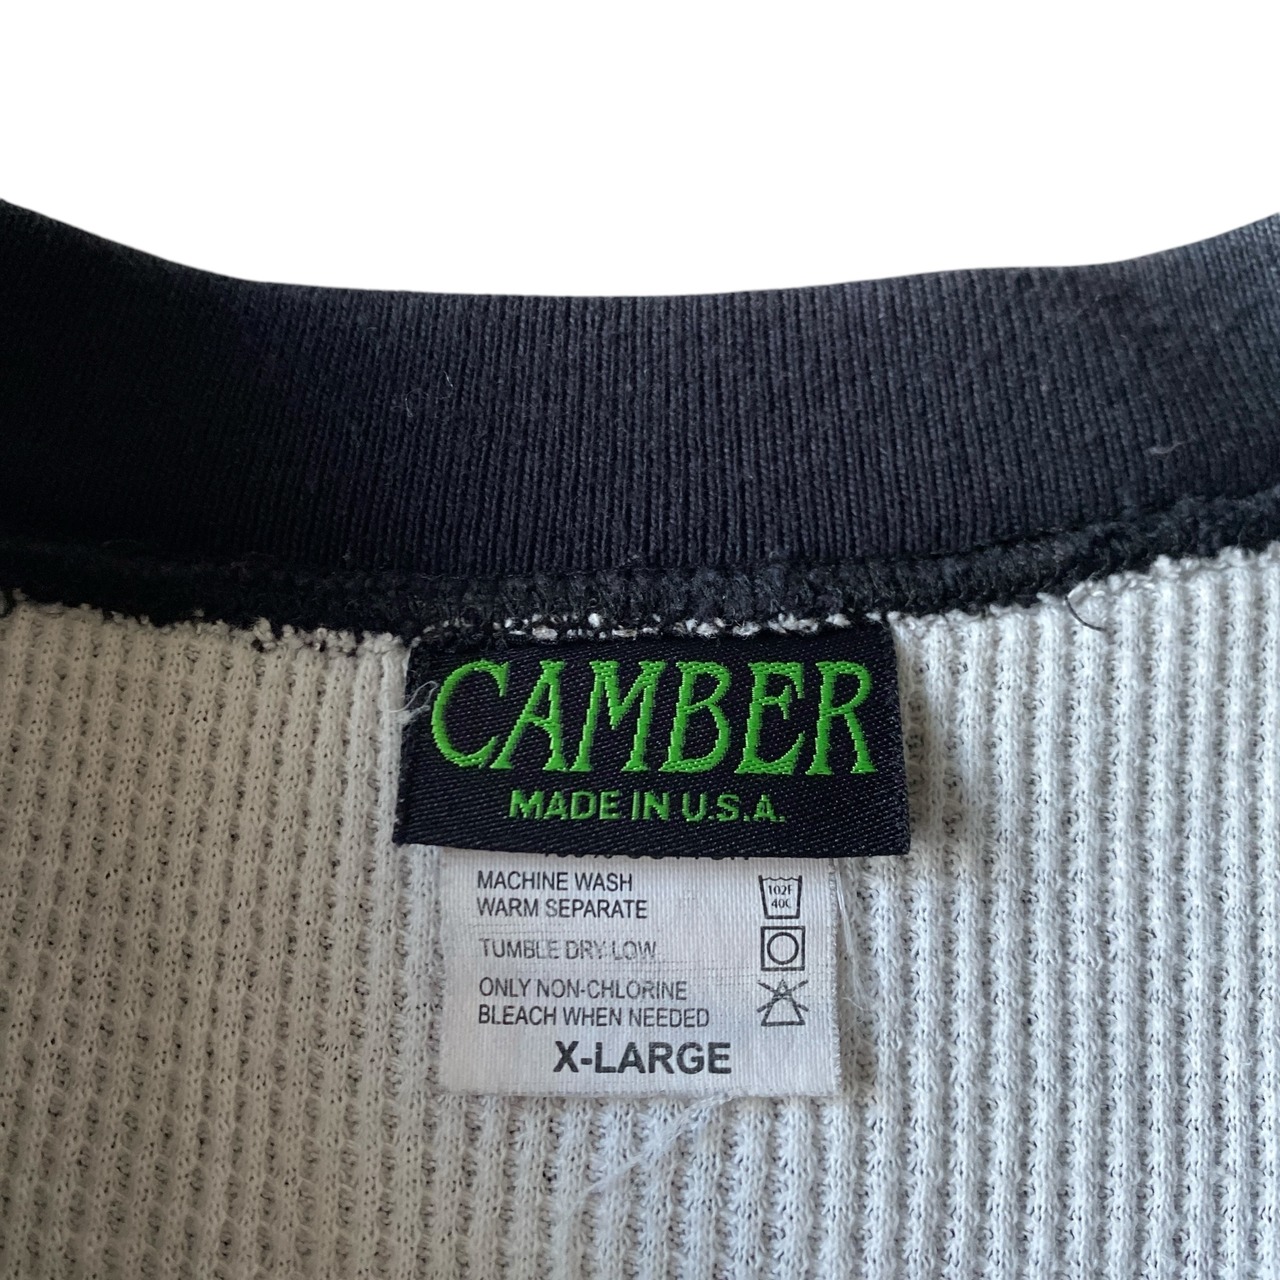 CAMBER
MADE IN U.S.A.
MACHINE WASH
WARM SEPARATE
102F
40C
TUMBLE DRY LOW
ONLY NON-CHLORINE
BLEACH WHEN NEEDED
X-LARGE